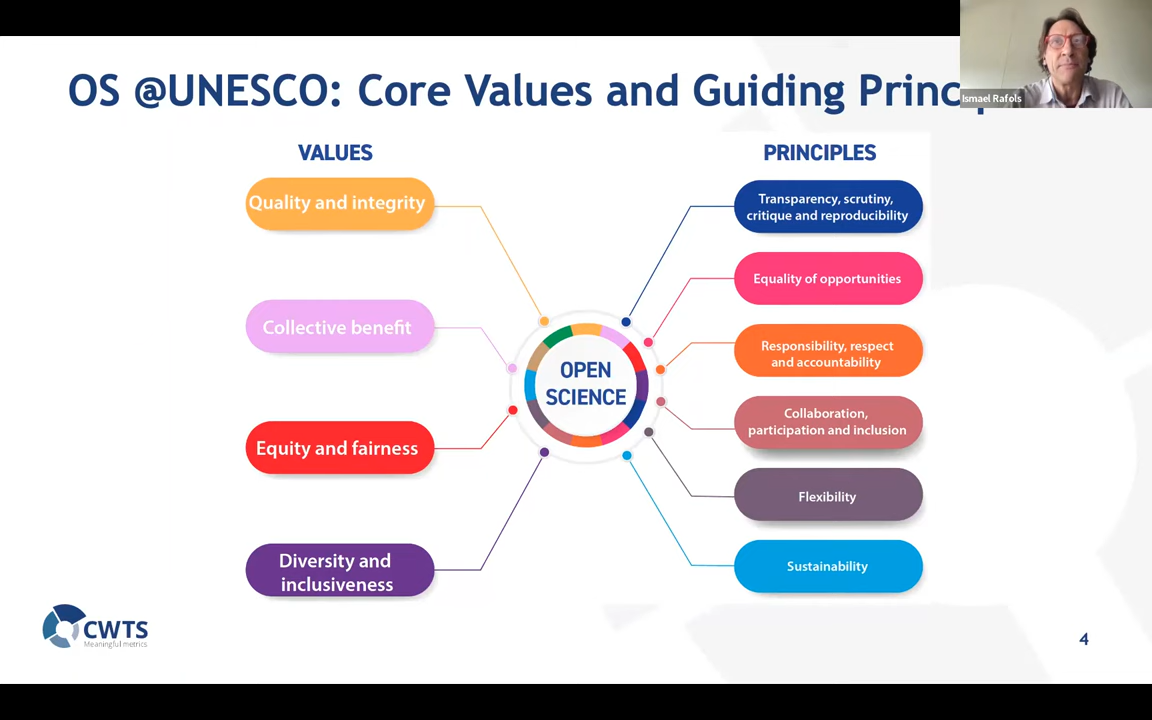 OS @UNESCO: Core Values and Guiding Princip
Ismael Rafols
VALUES
Quality and integrity
Collective benefit
Equity and fairness
Diversity and
inclusiveness
OPEN
SCIENCE
PRINCIPLES
Transparency, scrutiny,
critique and reproducibility
Equality of opportunities
Responsibility, respect
and accountability
Collaboration,
participation and inclusion
Flexibility
Sustainability
CWTS
Meaningful metrics
4